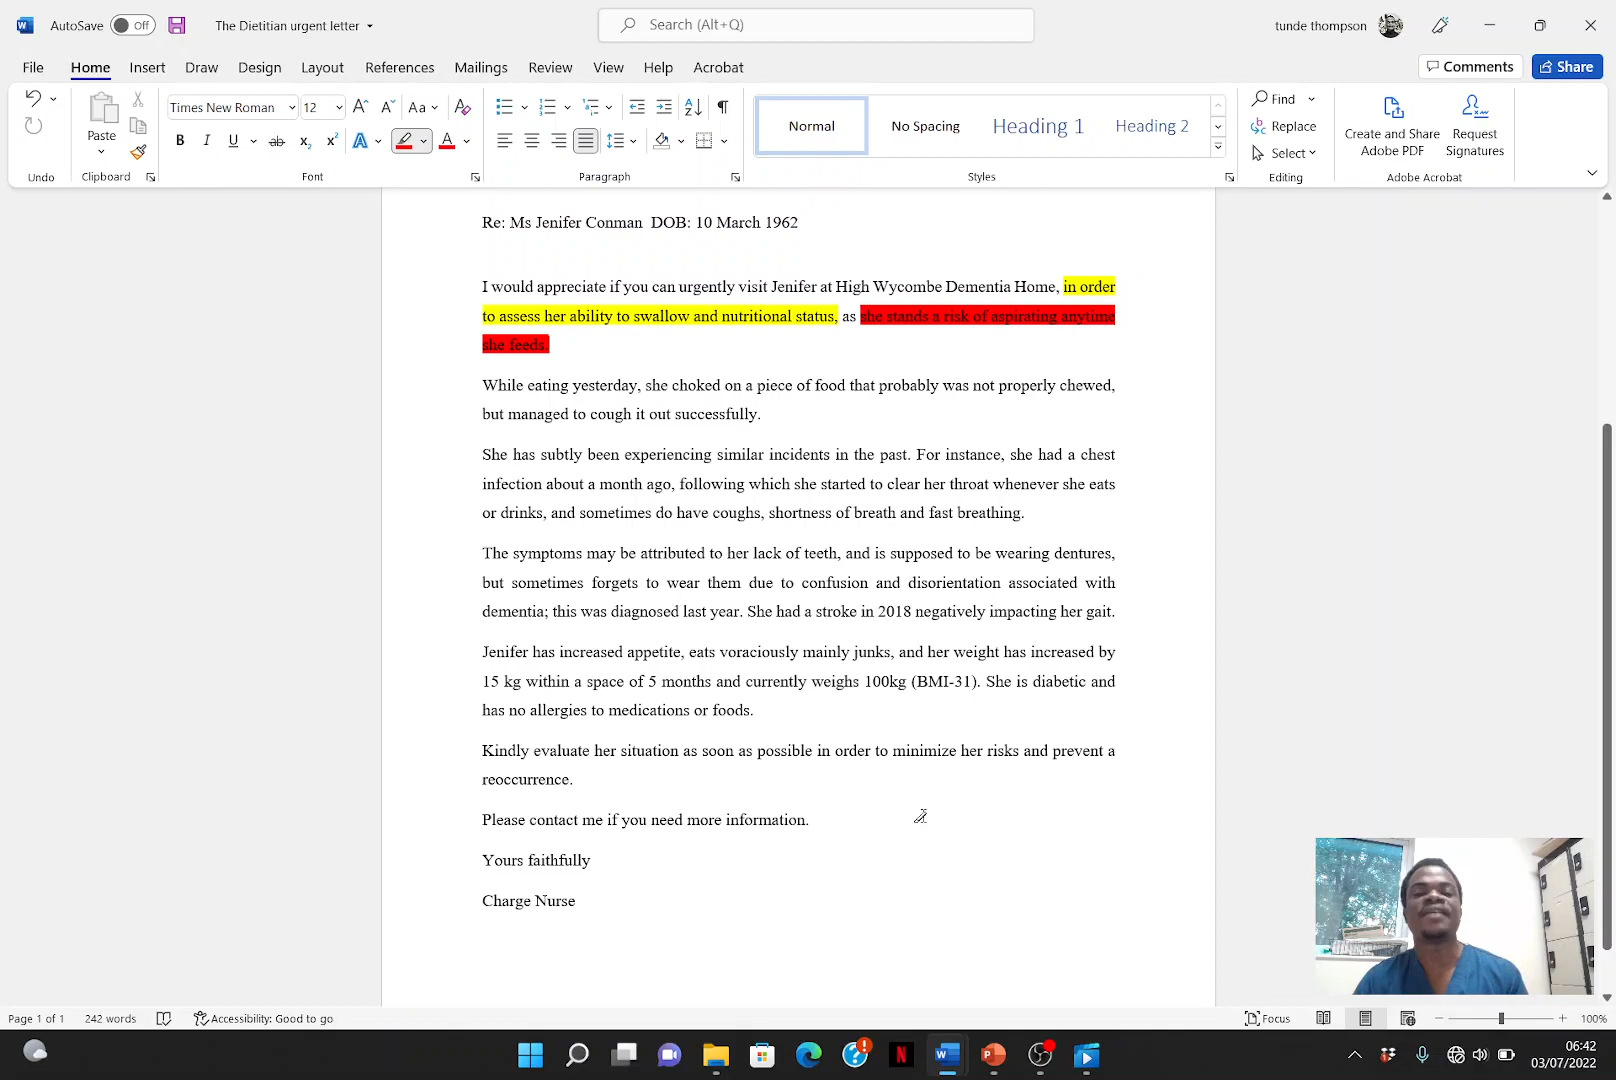 AutoSave Off The Dietitian urgent letter Search (Alt+Q) tunde thompson
File Home Insert Draw Design Layout References Mailings Review View Help Acrobat Comments Share
Times New Roman 12 Aa
Paste
B I U ab x₂ x² A A
Undo Clipboard Font Paragraph
Normal No Spacing Heading 1 Heading 2
Styles
Find
Replace
Select
Editing
Create and Share
Adobe PDF
Request
Signatures
Adobe Acrobat
Re: Ms Jenifer Conman DOB: 10 March 1962
I would appreciate if you can urgently visit Jenifer at High Wycombe Dementia Home, in order
to assess her ability to swallow and nutritional status, as she stands a risk of aspirating anytime
she feeds.
While eating yesterday, she choked on a piece of food that probably was not properly chewed,
but managed to cough it out successfully.
She has subtly been experiencing similar incidents in the past. For instance, she had a chest
infection about a month ago, following which she started to clear her throat whenever she eats
or drinks, and sometimes do have coughs, shortness of breath and fast breathing.
The symptoms may be attributed to her lack of teeth, and is supposed to be wearing dentures,
but sometimes forgets to wear them due to confusion and disorientation associated with
dementia; this was diagnosed last year. She had a stroke in 2018 negatively impacting her gait.
Jenifer has increased appetite, eats voraciously mainly junks, and her weight has increased by
15 kg within a space of 5 months and currently weighs 100kg (BMI-31). She is diabetic and
has no allergies to medications or foods.
Kindly evaluate her situation as soon as possible in order to minimize her risks and prevent a
reoccurrence.
Please contact me if you need more information.
Yours faithfully
Charge Nurse
Page 1 of 1 242 words Accessibility: Good to go Focus 100%
06:42
03/07/2022